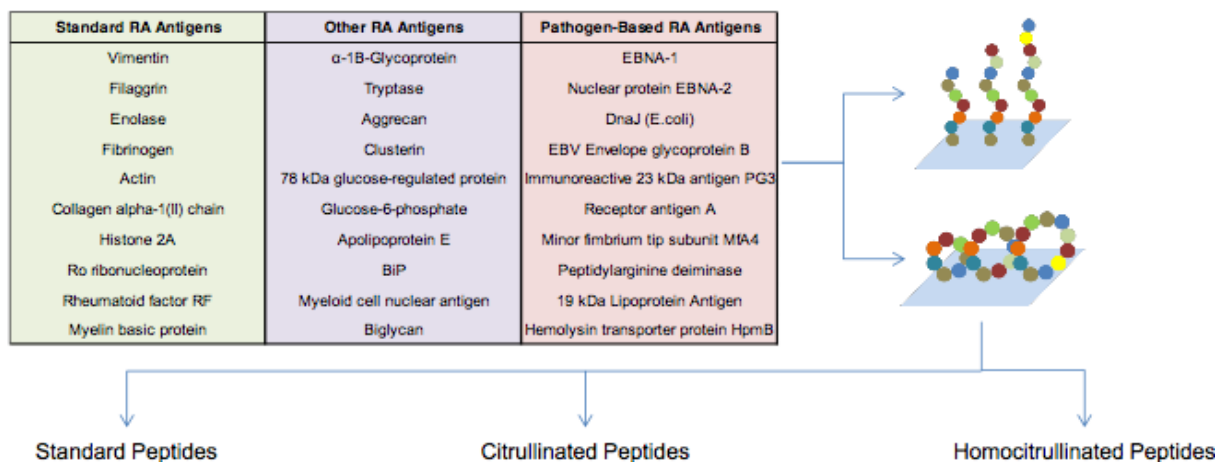 Standard RA Antigens Other RA Antigens Pathogen-Based RA Antigens
Vimentin α-1B-Glycoprotein EBNA-1
Filaggrin Tryptase Nuclear protein EBNA-2
Enolase Aggrecan DnaJ (E.coli)
Fibrinogen Clusterin EBV Envelope glycoprotein B
Actin 78 kDa glucose-regulated protein Immunoreactive 23 kDa antigen PG3
Collagen alpha-1(II) chain Glucose-6-phosphate Receptor antigen A
Histone 2A Apolipoprotein E Minor fimbrium tip subunit MfA4
Ro ribonucleoprotein BiP Peptidylarginine deiminase
Rheumatoid factor RF Myeloid cell nuclear antigen 19 kDa Lipoprotein Antigen
Myelin basic protein Biglycan Hemolysin transporter protein HpmB
Standard Peptides Citrullinated Peptides Homocitrullinated Peptides